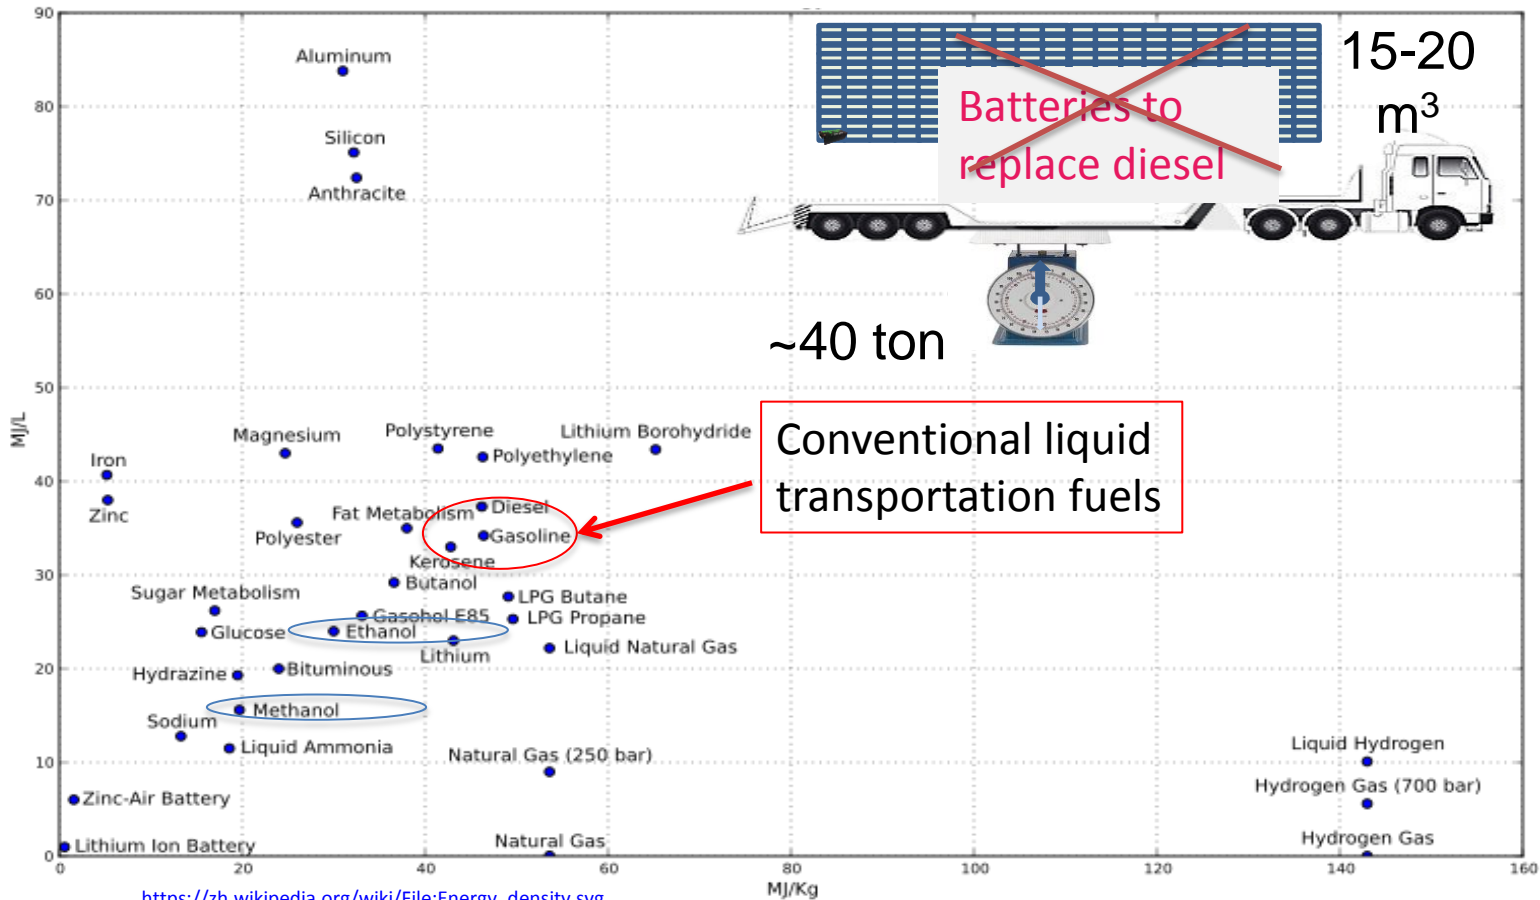 90
80
70
60
50
40
30
20
10
0
MJ/L
0
20
40
60
80
100
120
140
160
MJ/Kg
Aluminum
Silicon
Anthracite
15-20
m³
Batteries to
replace diesel
~40 ton
Conventional liquid
transportation fuels
Magnesium
Polystyrene
Lithium Borohydride
Polyethylene
Iron
Zinc
Diesel
Fat Metabolism
Gasoline
Polyester
Kerosene
Butanol
Sugar Metabolism
LPG Butane
Gasohol E85
LPG Propane
Glucose
Ethanol
Lithium
Liquid Natural Gas
Hydrazine
Bituminous
Methanol
Sodium
Liquid Ammonia
Natural Gas (250 bar)
Liquid Hydrogen
Hydrogen Gas (700 bar)
Zinc-Air Battery
Lithium Ion Battery
Natural Gas
Hydrogen Gas
https://zh.wikipedia.org/wiki/File:Energy_density.svg